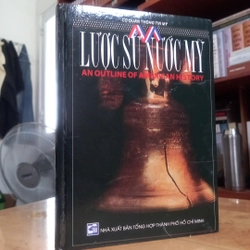 CƠ QUAN THÔNG TIN MỸ
LƯỢC SỬ NƯỚC MỸ
AN OUTLINE OF AMERICAN HISTORY
NHÀ XUẤT BẢN TỔNG HỢP THÀNH PHỐ HỒ CHÍ MINH